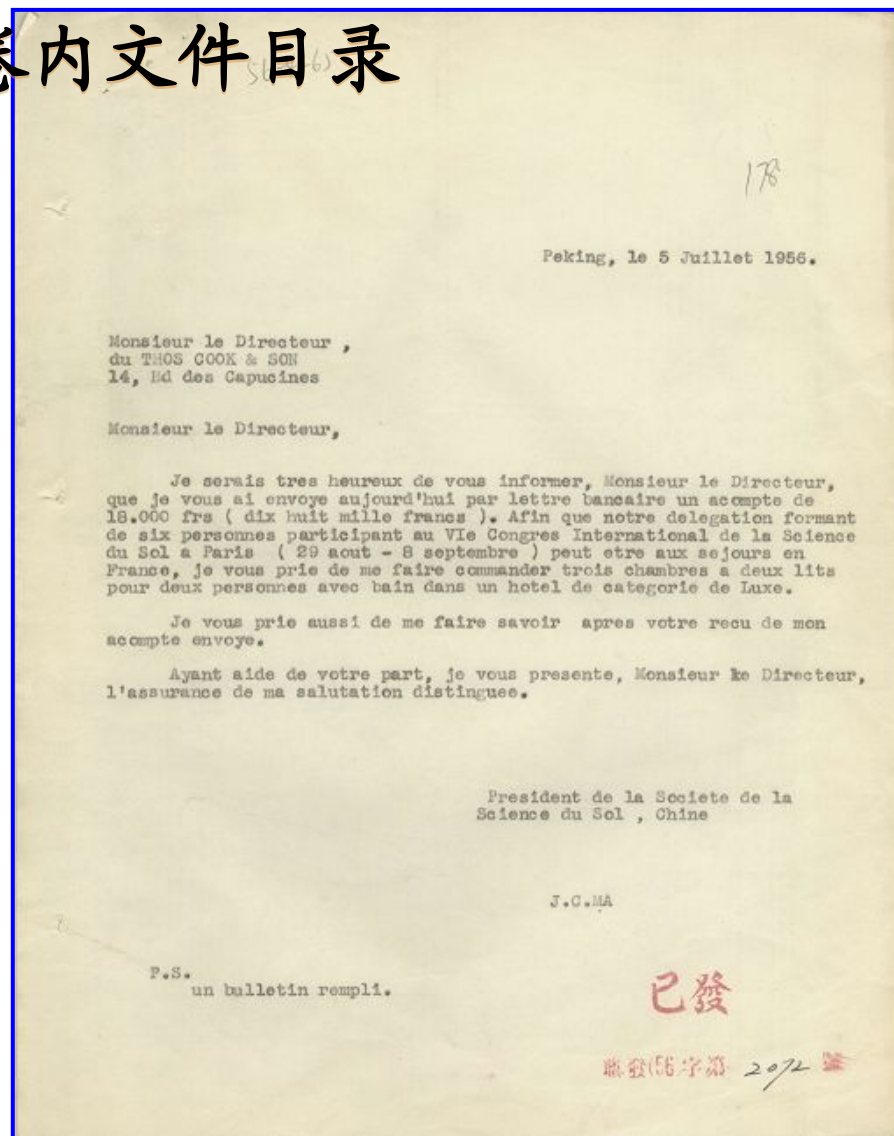 卷内文件目录
178
Peking, le 5 Juillet 1956.
Monsieur le Directeur ,
du THOS COOK & SON
14, Bd des Capucines
Monsieur le Directeur,
Je serais tres heureux de vous informer, Monsieur le Directeur,
que je vous ai envoye aujourd'hui par lettre bancaire un acompte de
18.000 frs ( dix huit mille francs ). Afin que notre delegation formant
de six personnes participant au VIe Congres International de la Science
du Sol a Paris ( 29 aout - 8 septembre ) peut etre aux sejours en
France, je vous prie de me faire commander trois chambres a deux lits
pour deux personnes avec bain dans un hotel de categorie de Luxe.
Je vous prie aussi de me faire savoir apres votre recu de mon
acompte envoye.
Ayant aide de votre part, je vous presente, Monsieur le Directeur,
l'assurance de ma salutation distinguee.
President de la Societe de la
Science du Sol , Chine
J.C.MA
P.S.
un bulletin rempli.
已發
發(56字第 2072 號